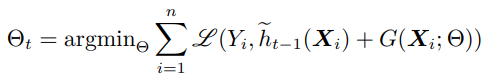 Θ_t = argmin_Θ ∑_{i=1}^{n} ℒ(Y_i, h̃_{t−1}(𝑿_i) + G(𝑿_i; Θ))